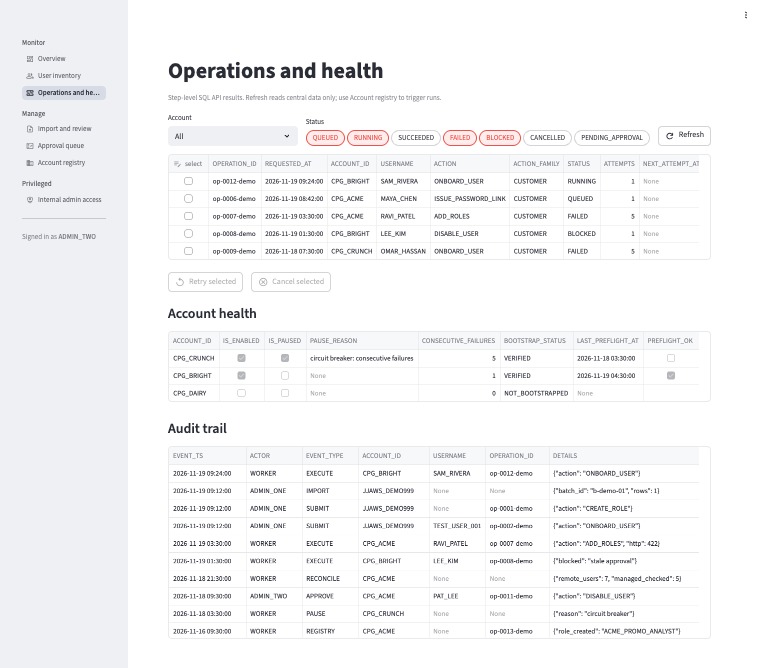 Monitor
Overview
User inventory
Operations and he...
Manage
Import and review
Approval queue
Account registry
Privileged
Internal admin access
Signed in as ADMIN_TWO
Operations and health
Step-level SQL API results. Refresh reads central data only; use Account registry to trigger runs.
Account
Status
All
QUEUED RUNNING SUCCEEDED FAILED BLOCKED CANCELLED PENDING_APPROVAL
Refresh
select OPERATION_ID REQUESTED_AT ACCOUNT_ID USERNAME ACTION ACTION_FAMILY STATUS ATTEMPTS NEXT_ATTEMPT_AT
op-0012-demo 2026-11-19 09:24:00 CPG_BRIGHT SAM_RIVERA ONBOARD_USER CUSTOMER RUNNING 1 None
op-0006-demo 2026-11-19 08:42:00 CPG_ACME MAYA_CHEN ISSUE_PASSWORD_LINK CUSTOMER QUEUED 1 None
op-0007-demo 2026-11-19 03:30:00 CPG_ACME RAVI_PATEL ADD_ROLES CUSTOMER FAILED 5 None
op-0008-demo 2026-11-19 01:30:00 CPG_BRIGHT LEE_KIM DISABLE_USER CUSTOMER BLOCKED 1 None
op-0009-demo 2026-11-18 07:30:00 CPG_CRUNCH OMAR_HASSAN ONBOARD_USER CUSTOMER FAILED 5 None
Retry selected Cancel selected
Account health
ACCOUNT_ID IS_ENABLED IS_PAUSED PAUSE_REASON CONSECUTIVE_FAILURES BOOTSTRAP_STATUS LAST_PREFLIGHT_AT PREFLIGHT_OK
CPG_CRUNCH circuit breaker: consecutive failures 5 VERIFIED 2026-11-18 03:30:00
CPG_BRIGHT None 1 VERIFIED 2026-11-19 04:30:00
CPG_DAIRY None 0 NOT_BOOTSTRAPPED None
Audit trail
EVENT_TS ACTOR EVENT_TYPE ACCOUNT_ID USERNAME OPERATION_ID DETAILS
2026-11-19 09:24:00 WORKER EXECUTE CPG_BRIGHT SAM_RIVERA op-0012-demo {"action": "ONBOARD_USER"}
2026-11-19 09:12:00 ADMIN_ONE IMPORT JJAWS_DEMO999 None None {"batch_id": "b-demo-01", "rows": 1}
2026-11-19 09:12:00 ADMIN_ONE SUBMIT JJAWS_DEMO999 None op-0001-demo {"action": "CREATE_ROLE"}
2026-11-19 09:12:00 ADMIN_ONE SUBMIT JJAWS_DEMO999 TEST_USER_001 op-0002-demo {"action": "ONBOARD_USER"}
2026-11-19 03:30:00 WORKER EXECUTE CPG_ACME RAVI_PATEL op-0007-demo {"action": "ADD_ROLES", "http": 422}
2026-11-19 01:30:00 WORKER EXECUTE CPG_BRIGHT LEE_KIM op-0008-demo {"blocked": "stale approval"}
2026-11-18 21:30:00 WORKER RECONCILE CPG_ACME None None {"remote_users": 7, "managed_checked": 5}
2026-11-18 09:30:00 ADMIN_TWO APPROVE CPG_ACME PAT_LEE op-0011-demo {"action": "DISABLE_USER"}
2026-11-18 03:30:00 WORKER PAUSE CPG_CRUNCH None None {"reason": "circuit breaker"}
2026-11-16 09:30:00 WORKER REGISTRY CPG_ACME None op-0013-demo {"role_created": "ACME_PROMO_ANALYST"}